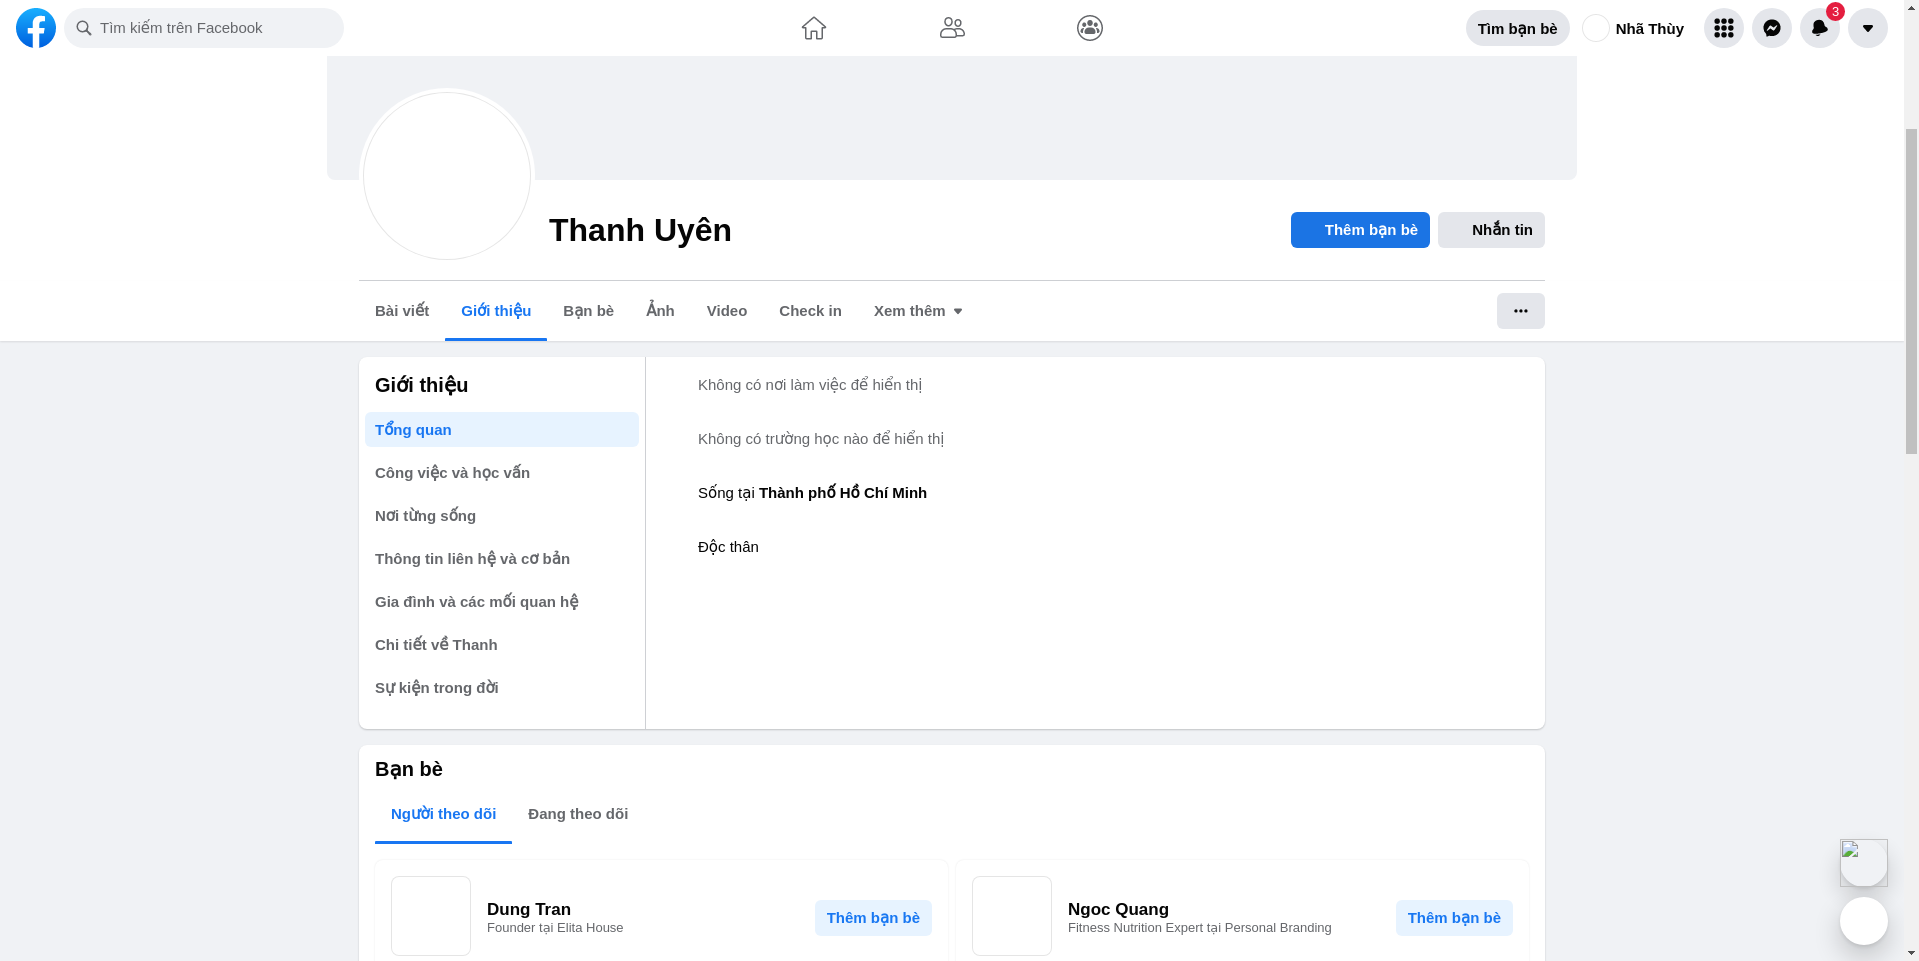 Tìm kiếm trên Facebook
Tìm bạn bè
Nhã Thùy
3
Thanh Uyên
Thêm bạn bè
Nhắn tin
Bài viết
Giới thiệu
Bạn bè
Ảnh
Video
Check in
Xem thêm
Giới thiệu
Tổng quan
Công việc và học vấn
Nơi từng sống
Thông tin liên hệ và cơ bản
Gia đình và các mối quan hệ
Chi tiết về Thanh
Sự kiện trong đời
Không có nơi làm việc để hiển thị
Không có trường học nào để hiển thị
Sống tại Thành phố Hồ Chí Minh
Độc thân
Bạn bè
Người theo dõi
Đang theo dõi
Dung Tran
Founder tại Elita House
Thêm bạn bè
Ngoc Quang
Fitness Nutrition Expert tại Personal Branding
Thêm bạn bè